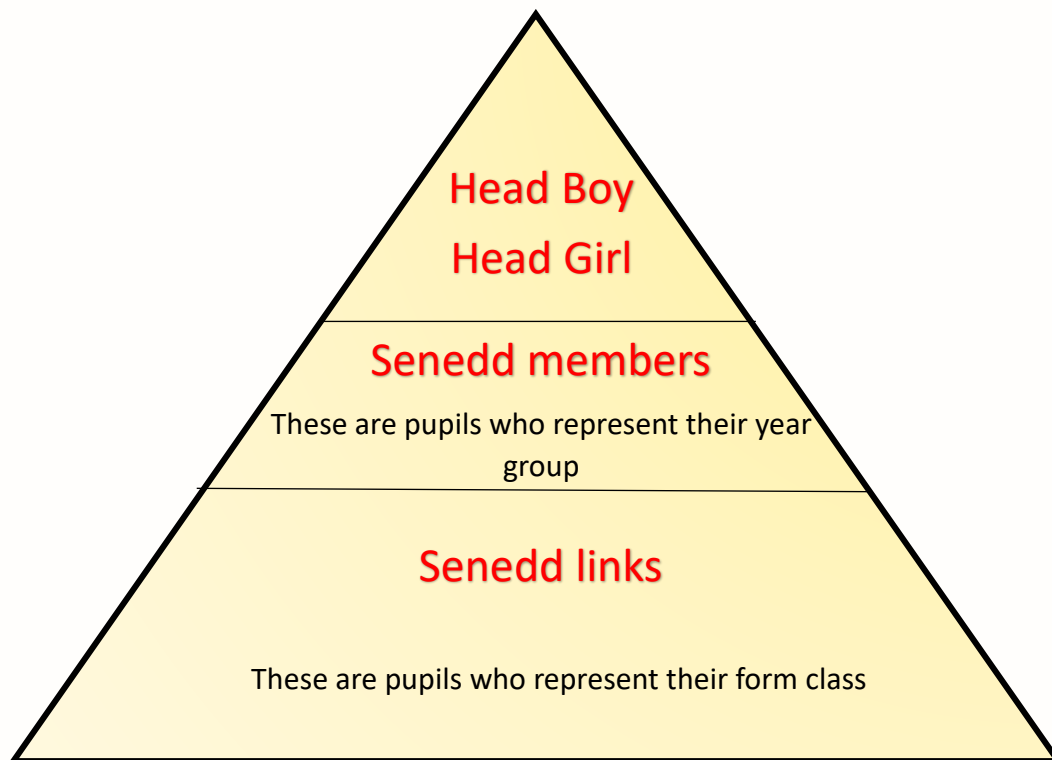 Head Boy
Head Girl
Senedd members
These are pupils who represent their year
group
Senedd links
These are pupils who represent their form class